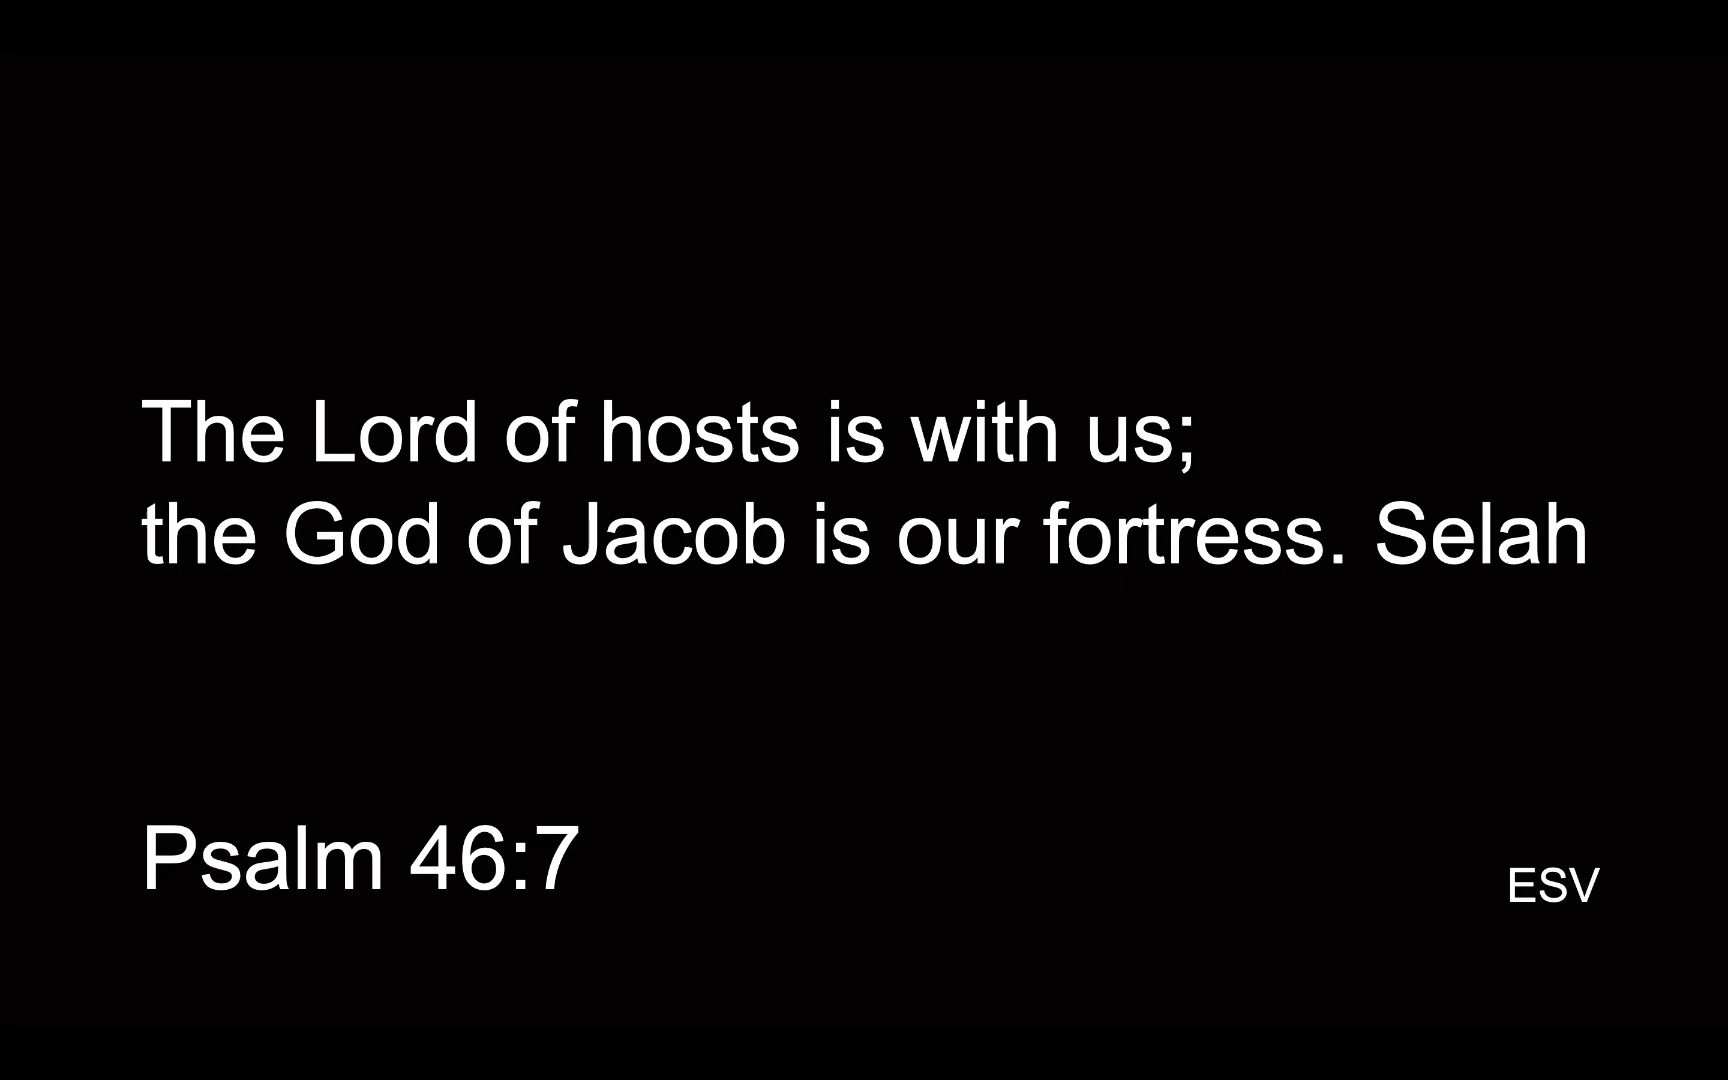 The Lord of hosts is with us;
the God of Jacob is our fortress. Selah
Psalm 46:7
ESV